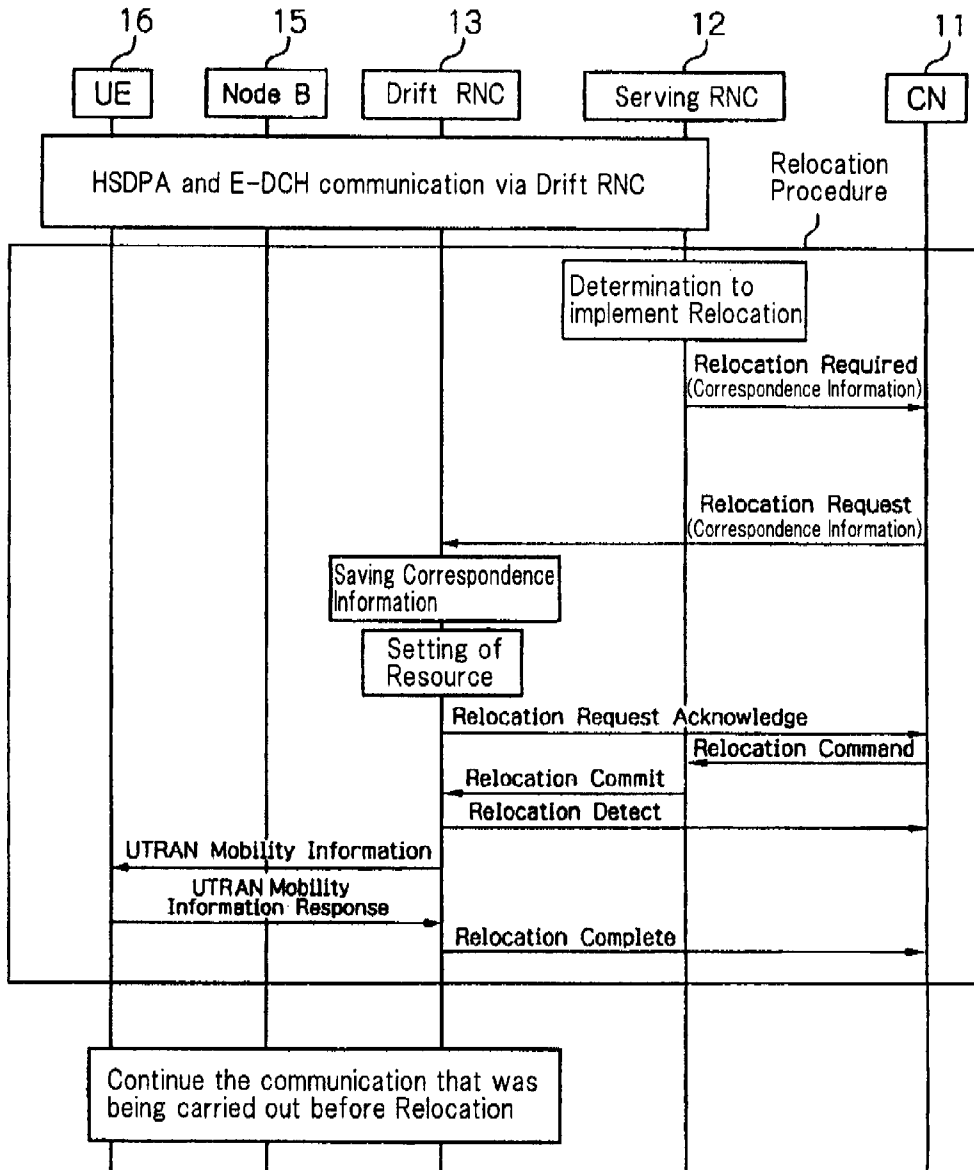 16 15 13 12 11
UE Node B Drift RNC Serving RNC CN
HSDPA and E-DCH communication via Drift RNC
Relocation
Procedure
Determination to
implement Relocation
Relocation Required
(Correspondence Information)
Relocation Request
(Correspondence Information)
Saving Correspondence
Information
Setting of
Resource
Relocation Request Acknowledge
Relocation Command
Relocation Commit
Relocation Detect
UTRAN Mobility Information
UTRAN Mobility
Information Response
Relocation Complete
Continue the communication that was
being carried out before Relocation